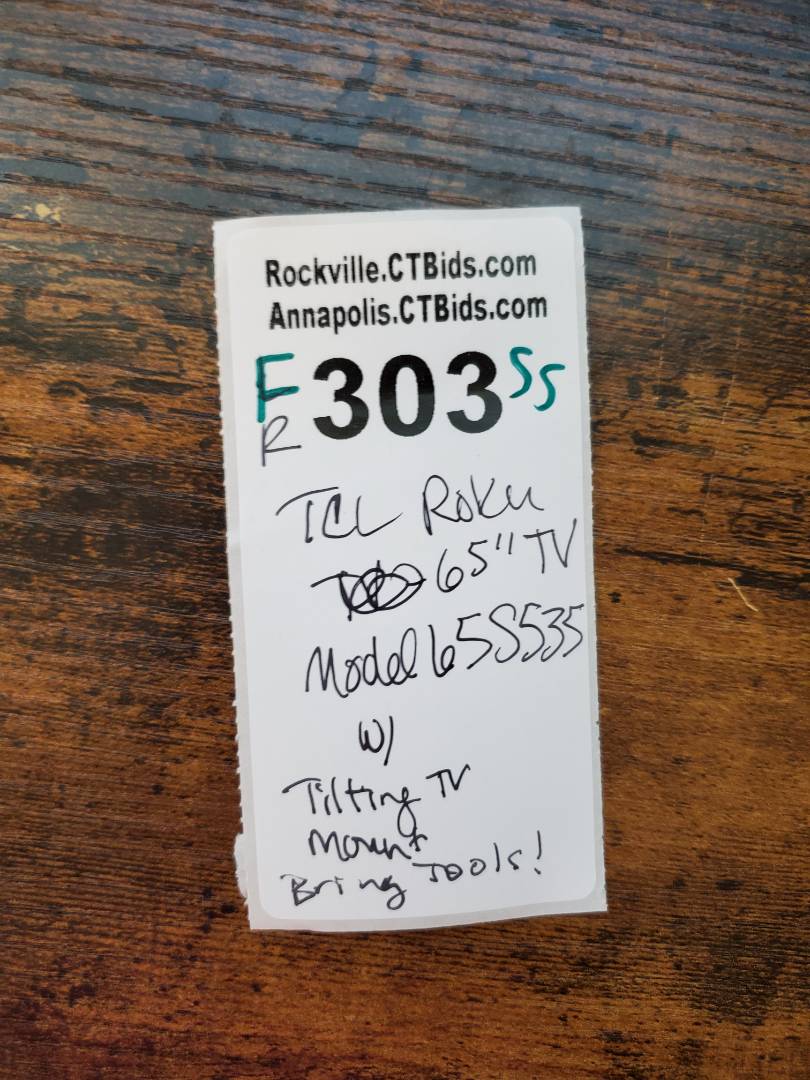 Rockville.CTBids.com
Annapolis.CTBids.com
F 303 SS
R
TCL Roku
65" TV
Model 65S535
W/
Tilting TV
Mount
Bring Tools!